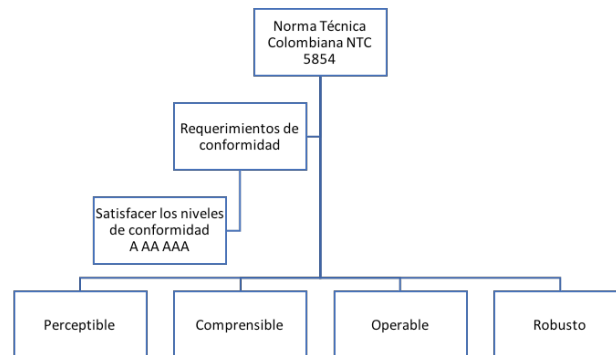 Norma Técnica
Colombiana NTC
5854
Requerimientos de
conformidad
Satisfacer los niveles
de conformidad
A AA AAA
Perceptible
Comprensible
Operable
Robusto